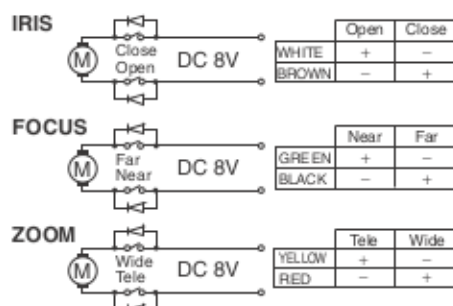 IRIS
M
Close
Open
DC 8V
Open Close
WHITE + −
BROWN − +
FOCUS
M
Far
Near
DC 8V
Near Far
GREEN + −
BLACK − +
ZOOM
M
Wide
Tele
DC 8V
Tele Wide
YELLOW + −
RED − +